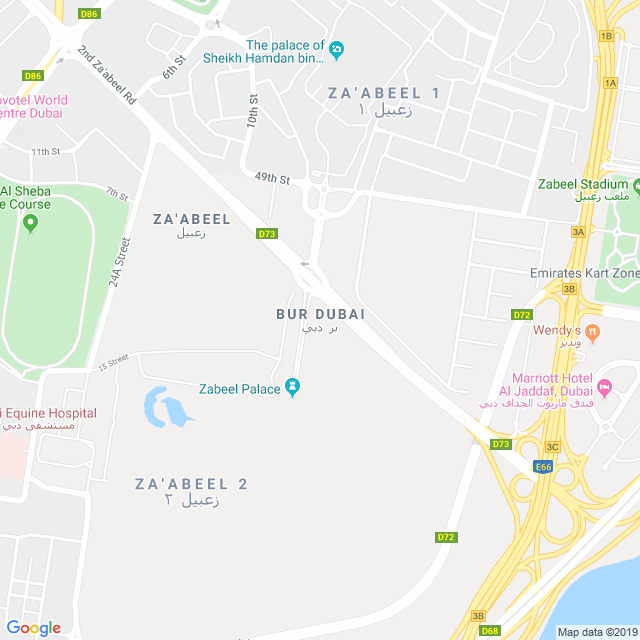 D86
2nd Za'abeel Rd
6th St
The palace of
Sheikh Hamdan bin...
1B
D86
1A
ZA'ABEEL 1
زعبيل ١
ovotel World
entre Dubai
10th St
11th St
49th St
Zabeel Stadium
ملعب زعبيل
7th St
Al Sheba
e Course
ZA'ABEEL
زعبيل
D73
3A
24A Street
Emirates Kart Zone
3B
BUR DUBAI
بر دبي
D72
Wendy's
ونديز
1S Street
Zabeel Palace
Marriott Hotel
Al Jaddaf, Dubai
فندق ماريوت الجداف دبي
i Equine Hospital
مستشفى دبي
D73
3C
E66
ZA'ABEEL 2
زعبيل ٢
D72
3B
D68
Google
Map data ©2019